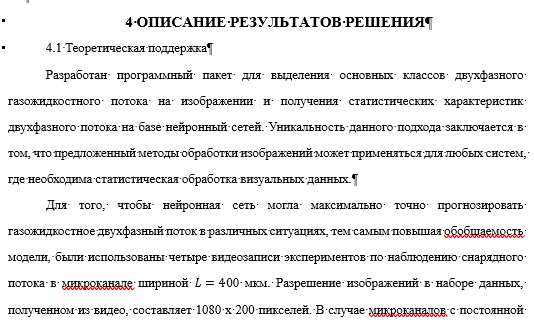 4 ОПИСАНИЕ РЕЗУЛЬТАТОВ РЕШЕНИЯ¶
4.1 Теоретическая поддержка¶
Разработан программный пакет для выделения основных классов двухфазного
газожидкостного потока на изображении и получения статистических характеристик
двухфазного потока на базе нейронный сетей. Уникальность данного подхода заключается в
том, что предложенный методы обработки изображений может применяться для любых систем,
где необходима статистическая обработка визуальных данных.¶
Для того, чтобы нейронная сеть могла максимально точно прогнозировать
газожидкостное двухфазный поток в различных ситуациях, тем самым повышая обобщаемость
модели, были использованы четыре видеозаписи экспериментов по наблюдению снарядного
потока в микроканале шириной L = 400 мкм. Разрешение изображений в наборе данных,
полученном из видео, составляет 1080 x 200 пикселей. В случае микроканалов с постоянной